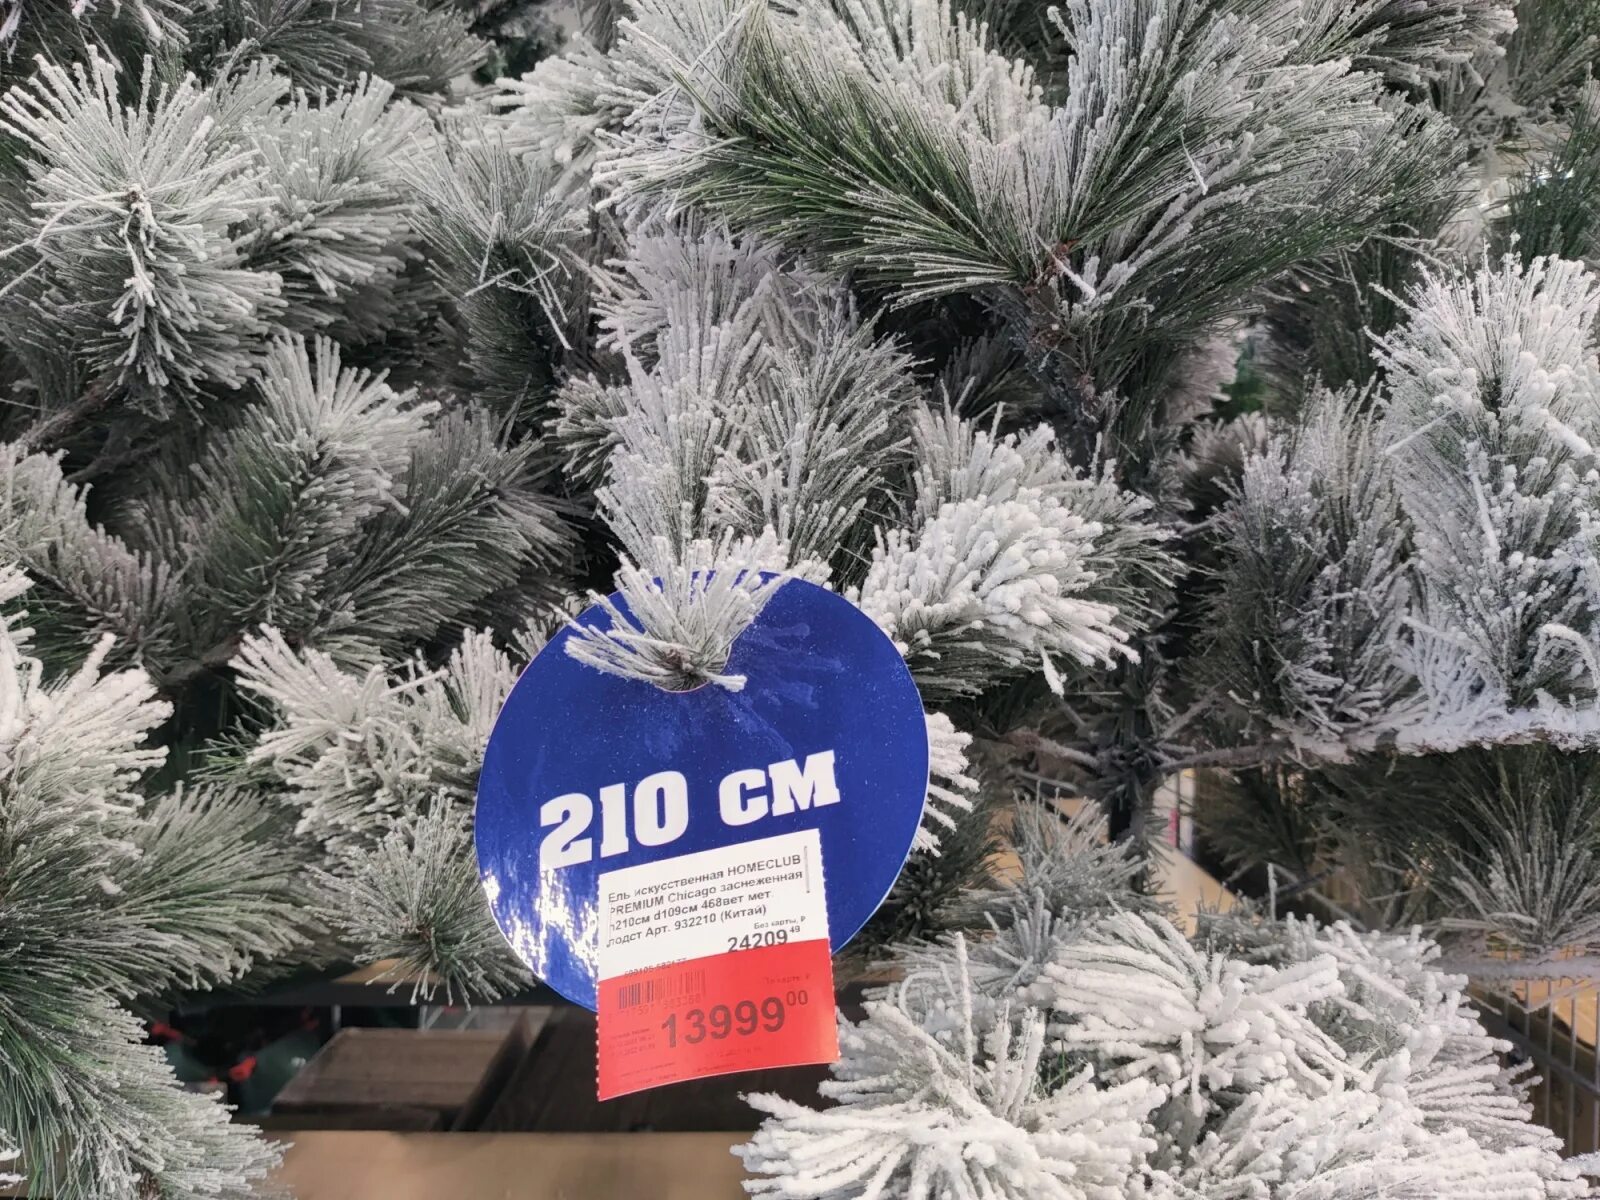 210 СМ
Ель искусственная HOMECLUB
PREMIUM Chicago заснеженная
h210см d109см 468вет мет.
подст Арт. 932210 (Китай)
Без карты, ₽
24209 49
По карте, ₽
13999 00